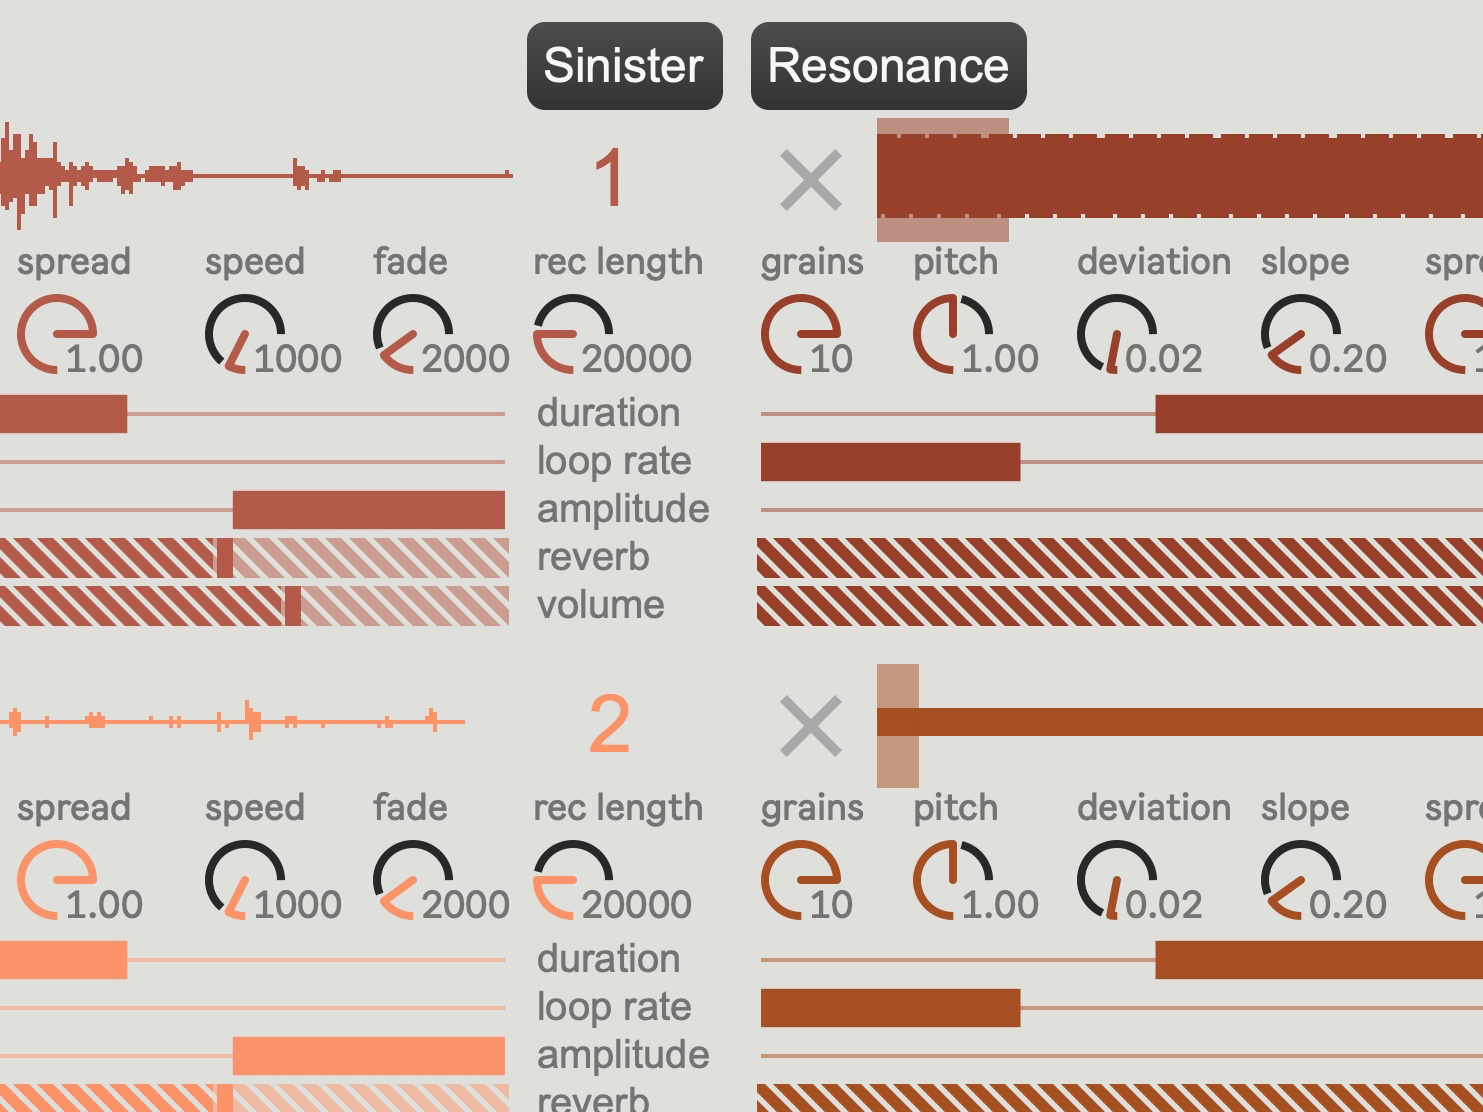 Sinister Resonance
1
spread speed fade rec length grains pitch deviation slope
1.00 1000 2000 20000 10 1.00 0.02 0.20
duration
loop rate
amplitude
reverb
volume
2
spread speed fade rec length grains pitch deviation slope
1.00 1000 2000 20000 10 1.00 0.02 0.20
duration
loop rate
amplitude
reverb